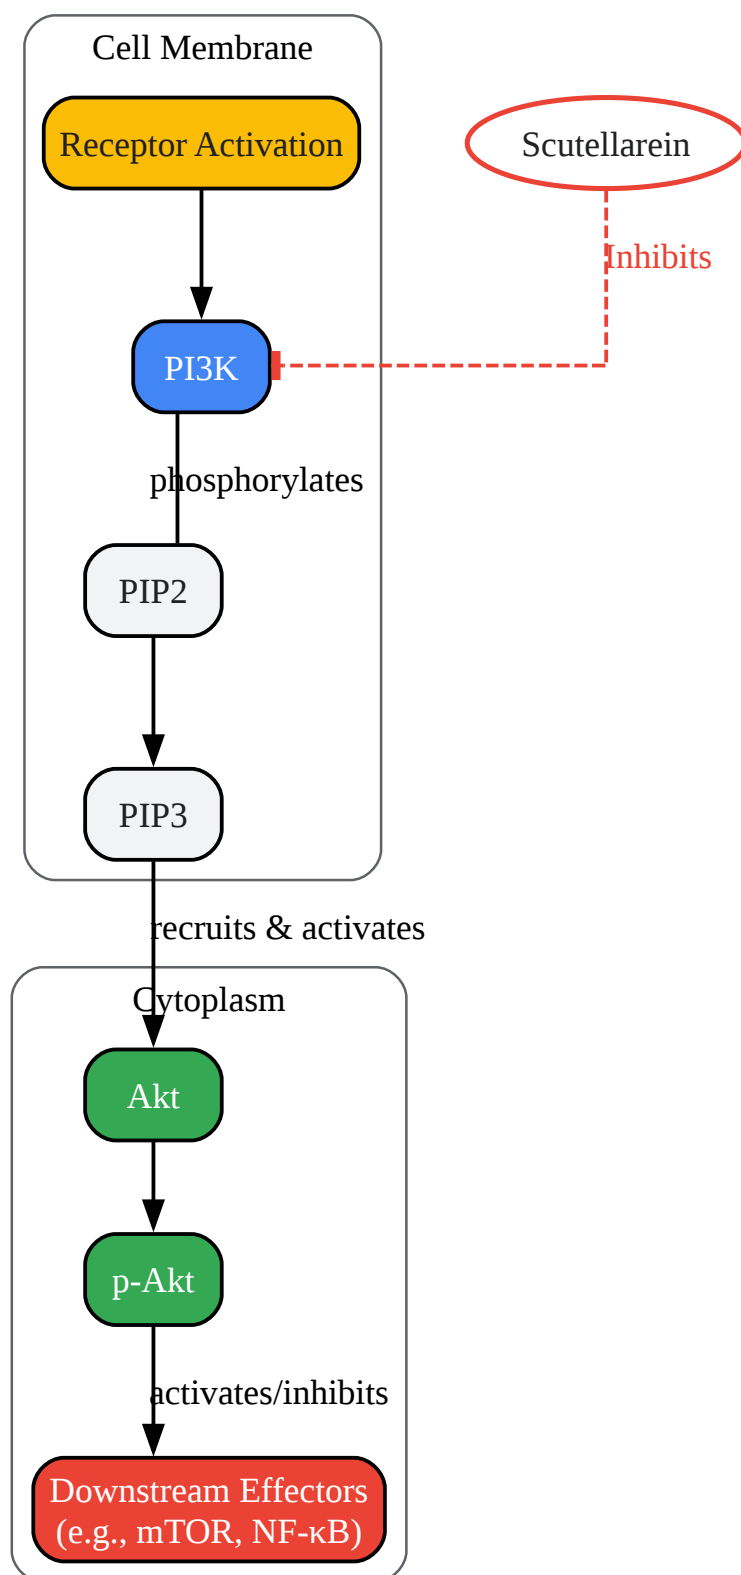 Cell Membrane
Receptor Activation
Scutellarein
Inhibits
PI3K
phosphorylates
PIP2
PIP3
recruits & activates
Cytoplasm
Akt
p-Akt
activates/inhibits
Downstream Effectors
(e.g., mTOR, NF-κB)